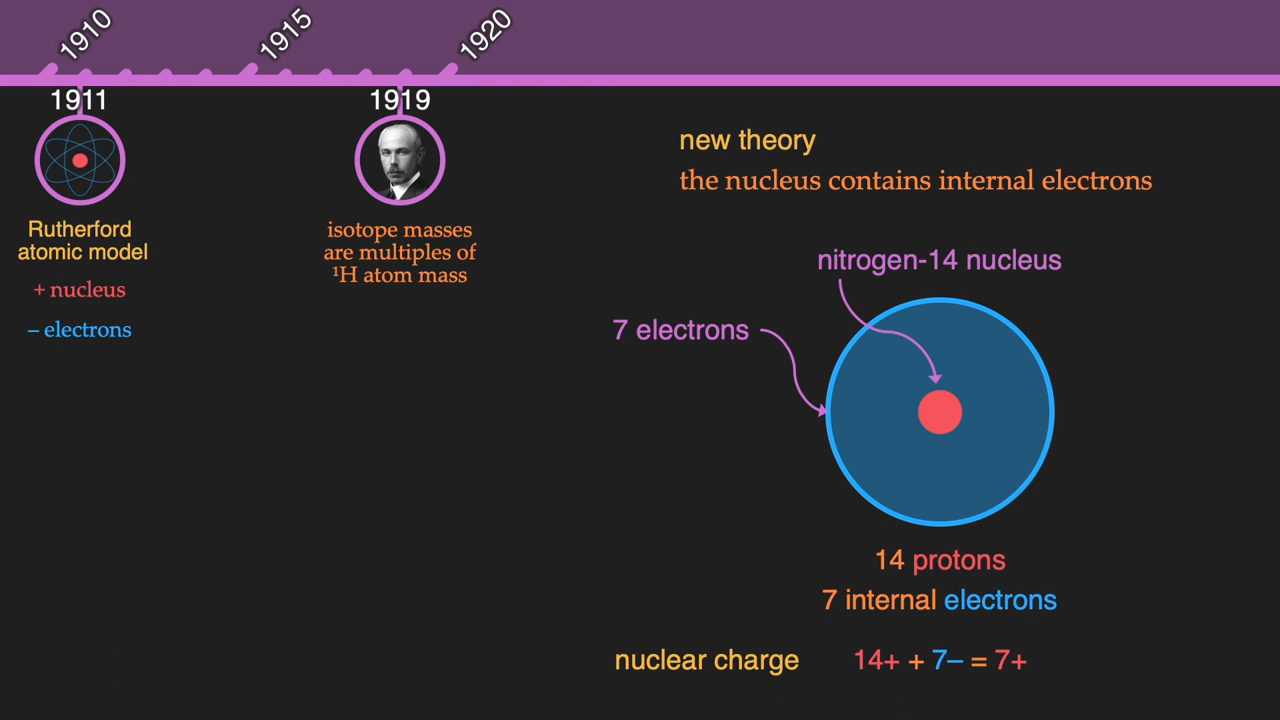 1910
1915
1920
1911
1919
Rutherford
atomic model
+ nucleus
– electrons
isotope masses
are multiples of
¹H atom mass
new theory
the nucleus contains internal electrons
nitrogen-14 nucleus
7 electrons
14 protons
7 internal electrons
nuclear charge 14+ + 7– = 7+